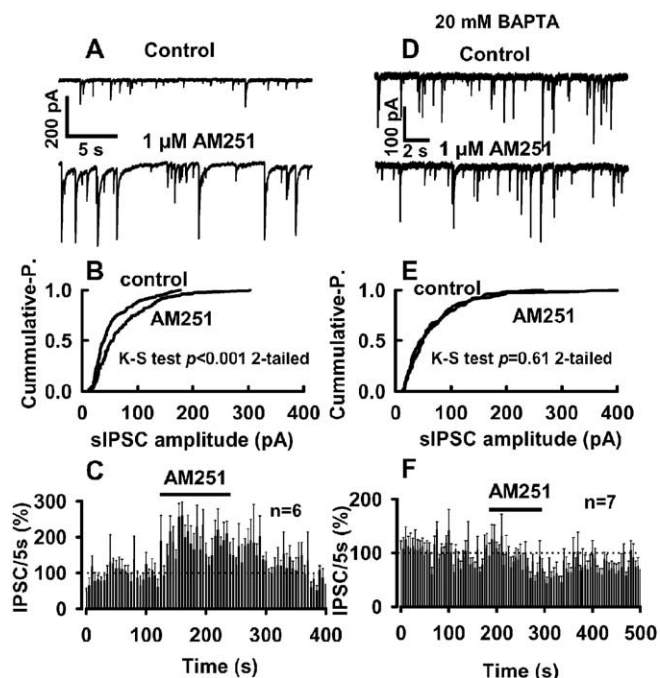 A
Control
200 pA
5 s
1 μM AM251
B
control
AM251
K-S test p<0.001 2-tailed
Cummulative-P.
1.0
0.5
0.0
0 100 200 300 400
sIPSC amplitude (pA)
C
AM251
n=6
IPSC/5s (%)
300
200
100
0
0 100 200 300 400
Time (s)
20 mM BAPTA
D
Control
100 pA
2 s
1 μM AM251
E
control
AM251
K-S test p=0.61 2-tailed
Cummulative-P.
1.0
0.5
0.0
0 100 200 300 400
sIPSC amplitude (pA)
F
AM251
n=7
IPSC/5s (%)
200
100
0
0 100 200 300 400 500
Time (s)